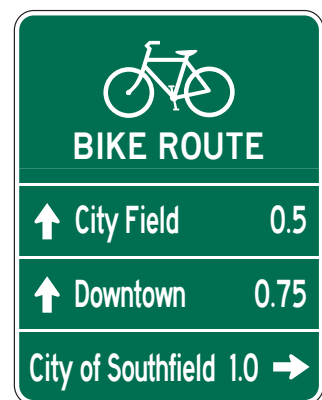 BIKE ROUTE
City Field 0.5
Downtown 0.75
City of Southfield 1.0